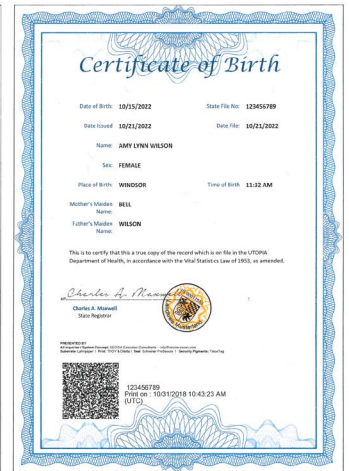 Certificate of Birth
Date of Birth: 10/15/2022 State File No: 123456789
Date Issued 10/21/2022 Date File: 10/21/2022
Name: AMY LYNN WILSON
Sex: FEMALE
Place of Birth: WINDSOR Time of Birth 11:32 AM
Mother's Maiden BELL
Name:
Father's Maiden WILSON
Name:
This is to certify that this a true copy of the record which is on file in the UTOPIA
Department of Health, in accordance with the Vital Statistics Law of 1953, as amended.
Charles A. Maxwell
Charles A. Maxwell
State Registrar
PRESENTED BY
123456789
Print on : 10/31/2018 10:43:23 AM
(UTC)